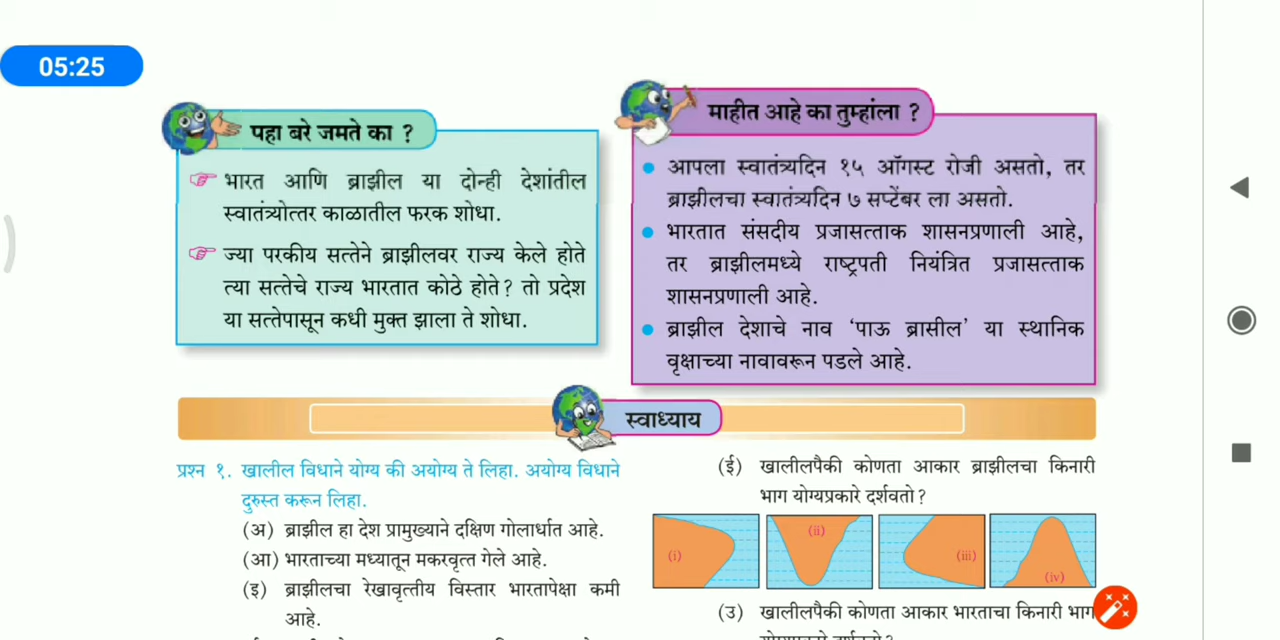 05:25
पहा बरे जमते का ?
भारत आणि ब्राझील या दोन्ही देशांतील
स्वातंत्र्योत्तर काळातील फरक शोधा.
ज्या परकीय सत्तेने ब्राझीलवर राज्य केले होते
त्या सत्तेचे राज्य भारतात कोठे होते? तो प्रदेश
या सत्तेपासून कधी मुक्त झाला ते शोधा.
माहीत आहे का तुम्हांला ?
• आपला स्वातंत्र्यदिन १५ ऑगस्ट रोजी असतो, तर
ब्राझीलचा स्वातंत्र्यदिन ७ सप्टेंबर ला असतो.
• भारतात संसदीय प्रजासत्ताक शासनप्रणाली आहे,
तर ब्राझीलमध्ये राष्ट्रपती नियंत्रित प्रजासत्ताक
शासनप्रणाली आहे.
• ब्राझील देशाचे नाव ‘पाऊ ब्रासील’ या स्थानिक
वृक्षाच्या नावावरून पडले आहे.
स्वाध्याय
प्रश्न १. खालील विधाने योग्य की अयोग्य ते लिहा. अयोग्य विधाने
दुरुस्त करून लिहा.
(अ) ब्राझील हा देश प्रामुख्याने दक्षिण गोलार्धात आहे.
(आ) भारताच्या मध्यातून मकरवृत्त गेले आहे.
(इ) ब्राझीलचा रेखावृत्तीय विस्तार भारतापेक्षा कमी
आहे.
(ई) खालीलपैकी कोणता आकार ब्राझीलचा किनारी
भाग योग्यप्रकारे दर्शवतो ?
(i)
(ii)
(iii)
(iv)
(उ) खालीलपैकी कोणता आकार भारताचा किनारी भाग